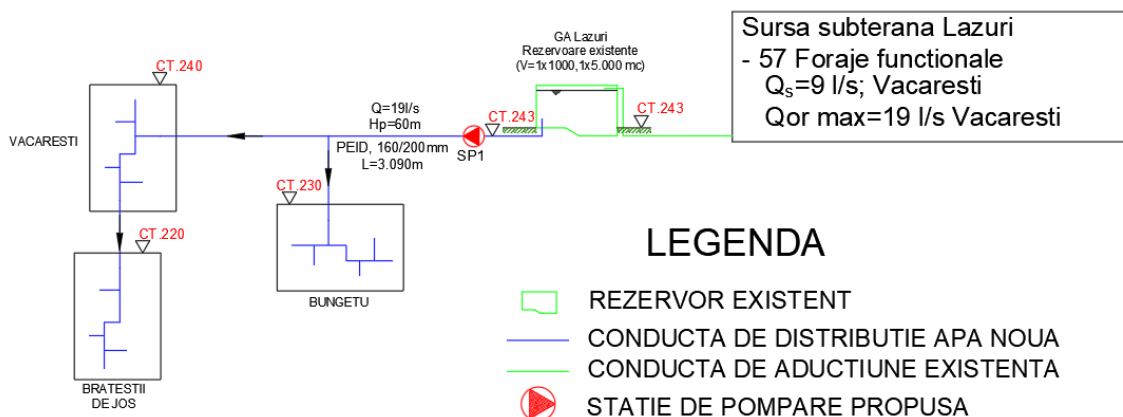 Sursa subterana Lazuri
- 57 Foraje functionale
Qs=9 l/s; Vacaresti
Qor max=19 l/s Vacaresti
GA Lazuri
Rezervoare existente
(V=1x1000,1x5.000 mc)
CT.240
CT.243
CT.243
Q=19l/s
Hp=60m
VACARESTI
SP1
PEID, 160/200mm
L=3.090m
CT.230
CT.220
BUNGETU
BRATESTII
DE JOS
LEGENDA
REZERVOR EXISTENT
CONDUCTA DE DISTRIBUTIE APA NOUA
CONDUCTA DE ADUCTIUNE EXISTENTA
STATIE DE POMPARE PROPUSA